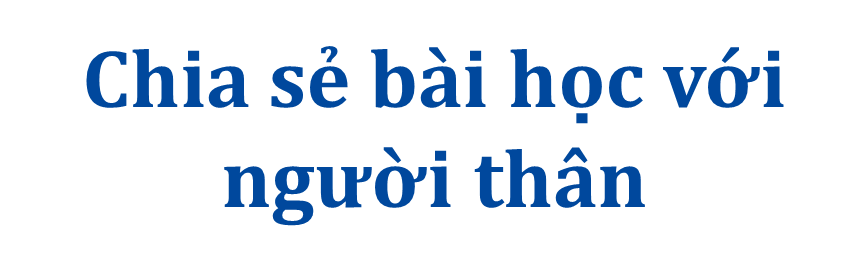 Chia sẻ bài học với
người thân